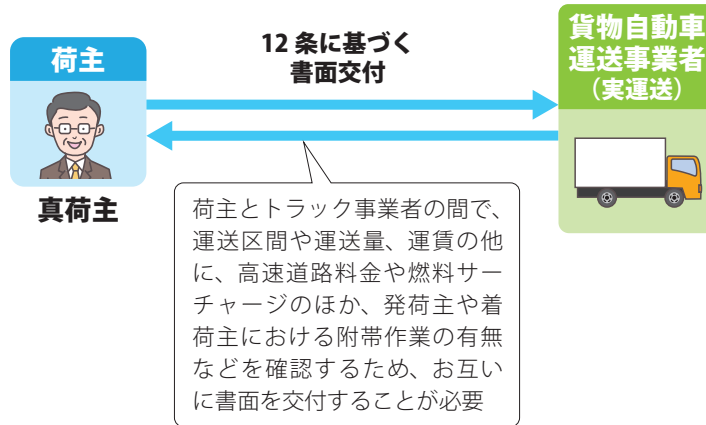 荷主
真荷主
12 条に基づく
書面交付
貨物自動車
運送事業者
（実運送）
荷主とトラック事業者の間で、
運送区間や運送量、運賃の他
に、高速道路料金や燃料サー
チャージのほか、発荷主や着
荷主における附帯作業の有無
などを確認するため、お互い
に書面を交付することが必要